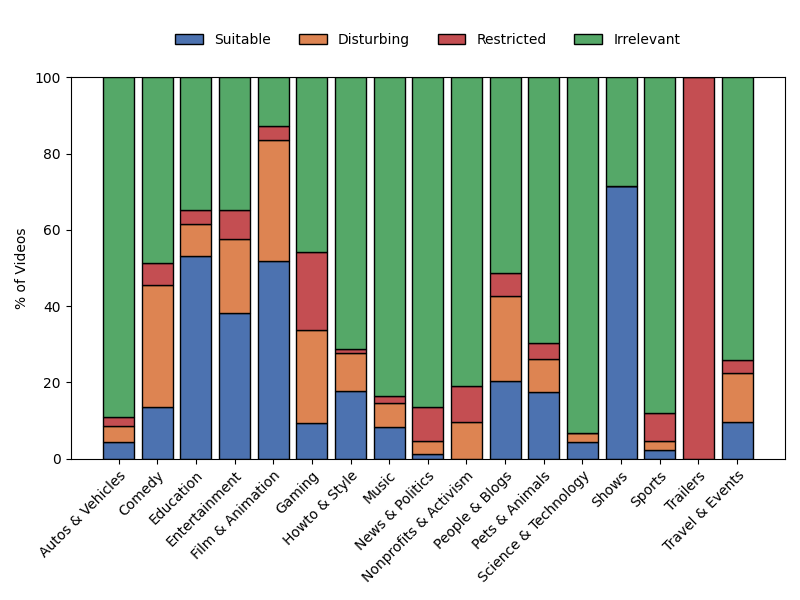 Suitable Disturbing Restricted Irrelevant
100
80
60
40
20
0
% of Videos
Autos & Vehicles
Comedy
Education
Entertainment
Film & Animation
Gaming
Howto & Style
Music
News & Politics
Nonprofits & Activism
People & Blogs
Pets & Animals
Science & Technology
Shows
Sports
Trailers
Travel & Events